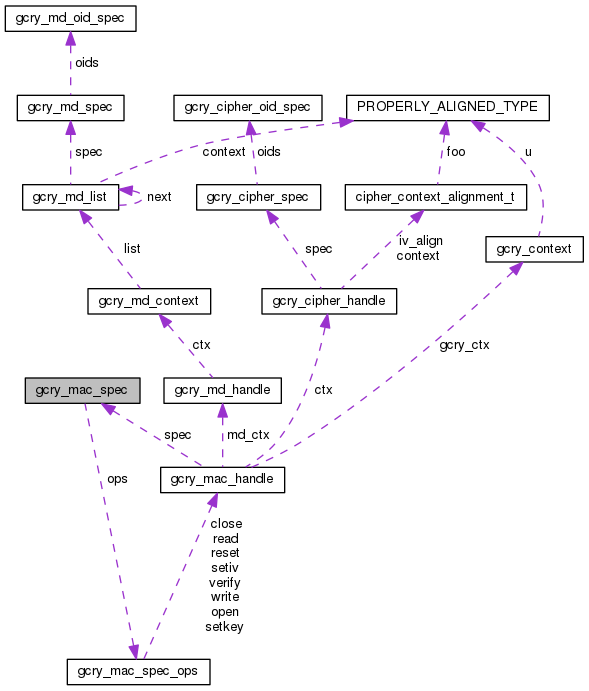 gcry_md_oid_spec
oids
gcry_md_spec
gcry_cipher_oid_spec
PROPERLY_ALIGNED_TYPE
spec
context
oids
foo
u
gcry_md_list
next
gcry_cipher_spec
cipher_context_alignment_t
list
spec
iv_align
context
gcry_context
gcry_md_context
gcry_cipher_handle
ctx
gcry_ctx
gcry_mac_spec
gcry_md_handle
ctx
spec
md_ctx
ops
gcry_mac_handle
close
read
reset
setiv
verify
write
open
setkey
gcry_mac_spec_ops